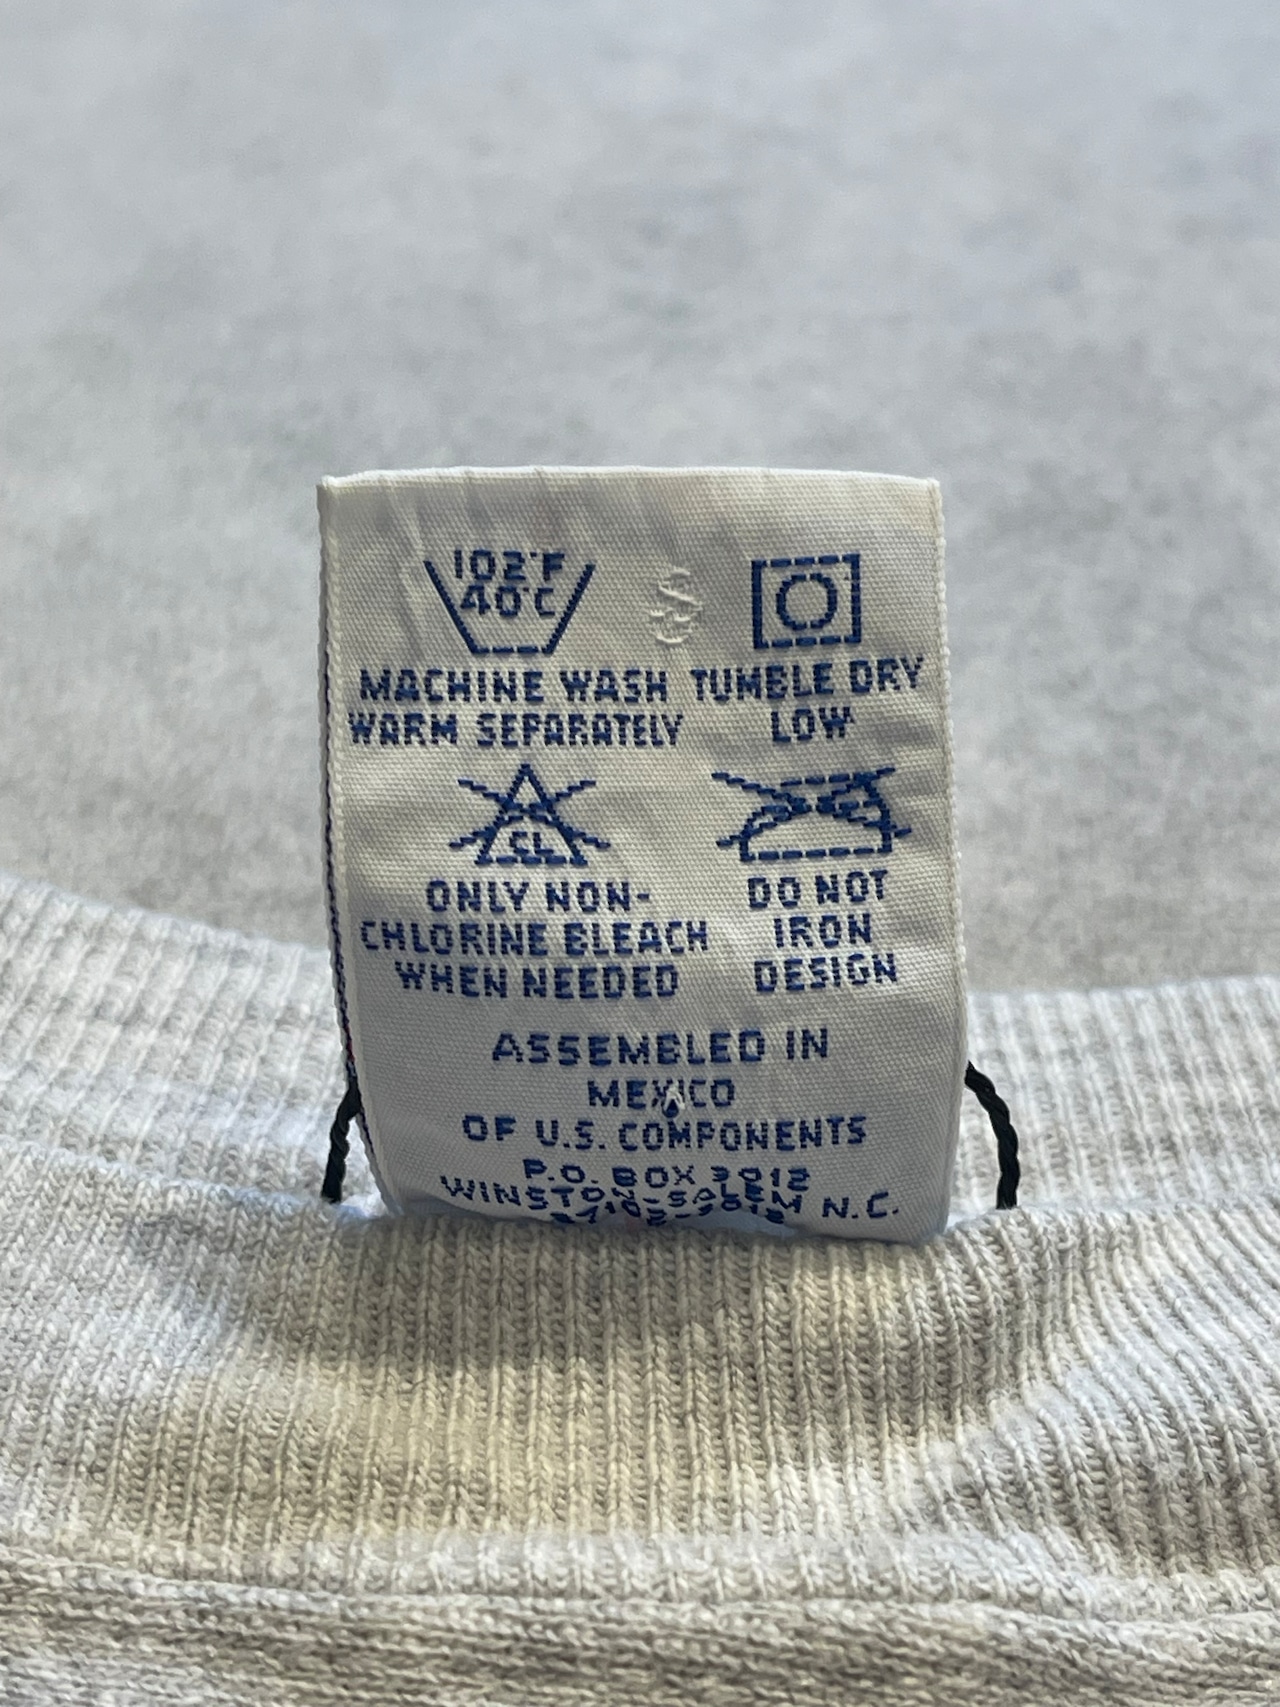 102°F
40°C
MACHINE WASH
WARM SEPARATELY
TUMBLE DRY
LOW
CL
ONLY NON-
CHLORINE BLEACH
WHEN NEEDED
DO NOT
IRON
DESIGN
ASSEMBLED IN
MEXICO
OF U.S. COMPONENTS
P.O. BOX 3012
WINSTON-SALEM N.C.